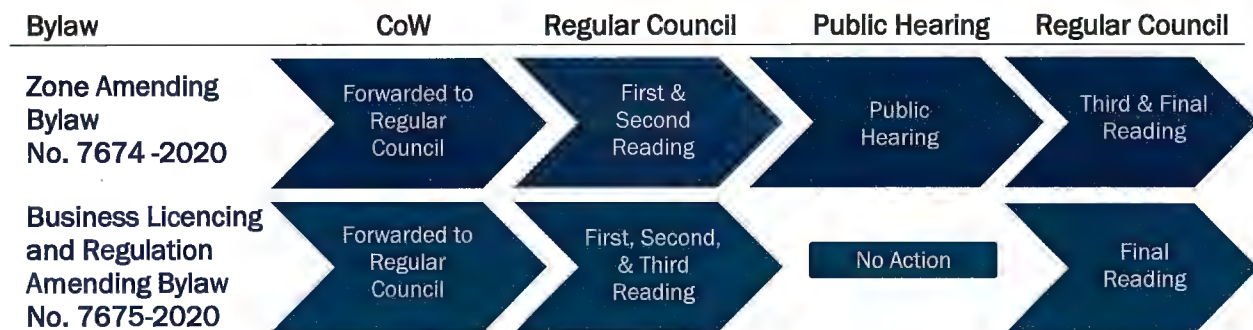 Bylaw CoW Regular Council Public Hearing Regular Council
Zone Amending
Bylaw
No. 7674 -2020
Forwarded to
Regular
Council
First &
Second
Reading
Public
Hearing
Third & Final
Reading
Business Licencing
and Regulation
Amending Bylaw
No. 7675-2020
Forwarded to
Regular
Council
First, Second,
& Third
Reading
No Action
Final
Reading